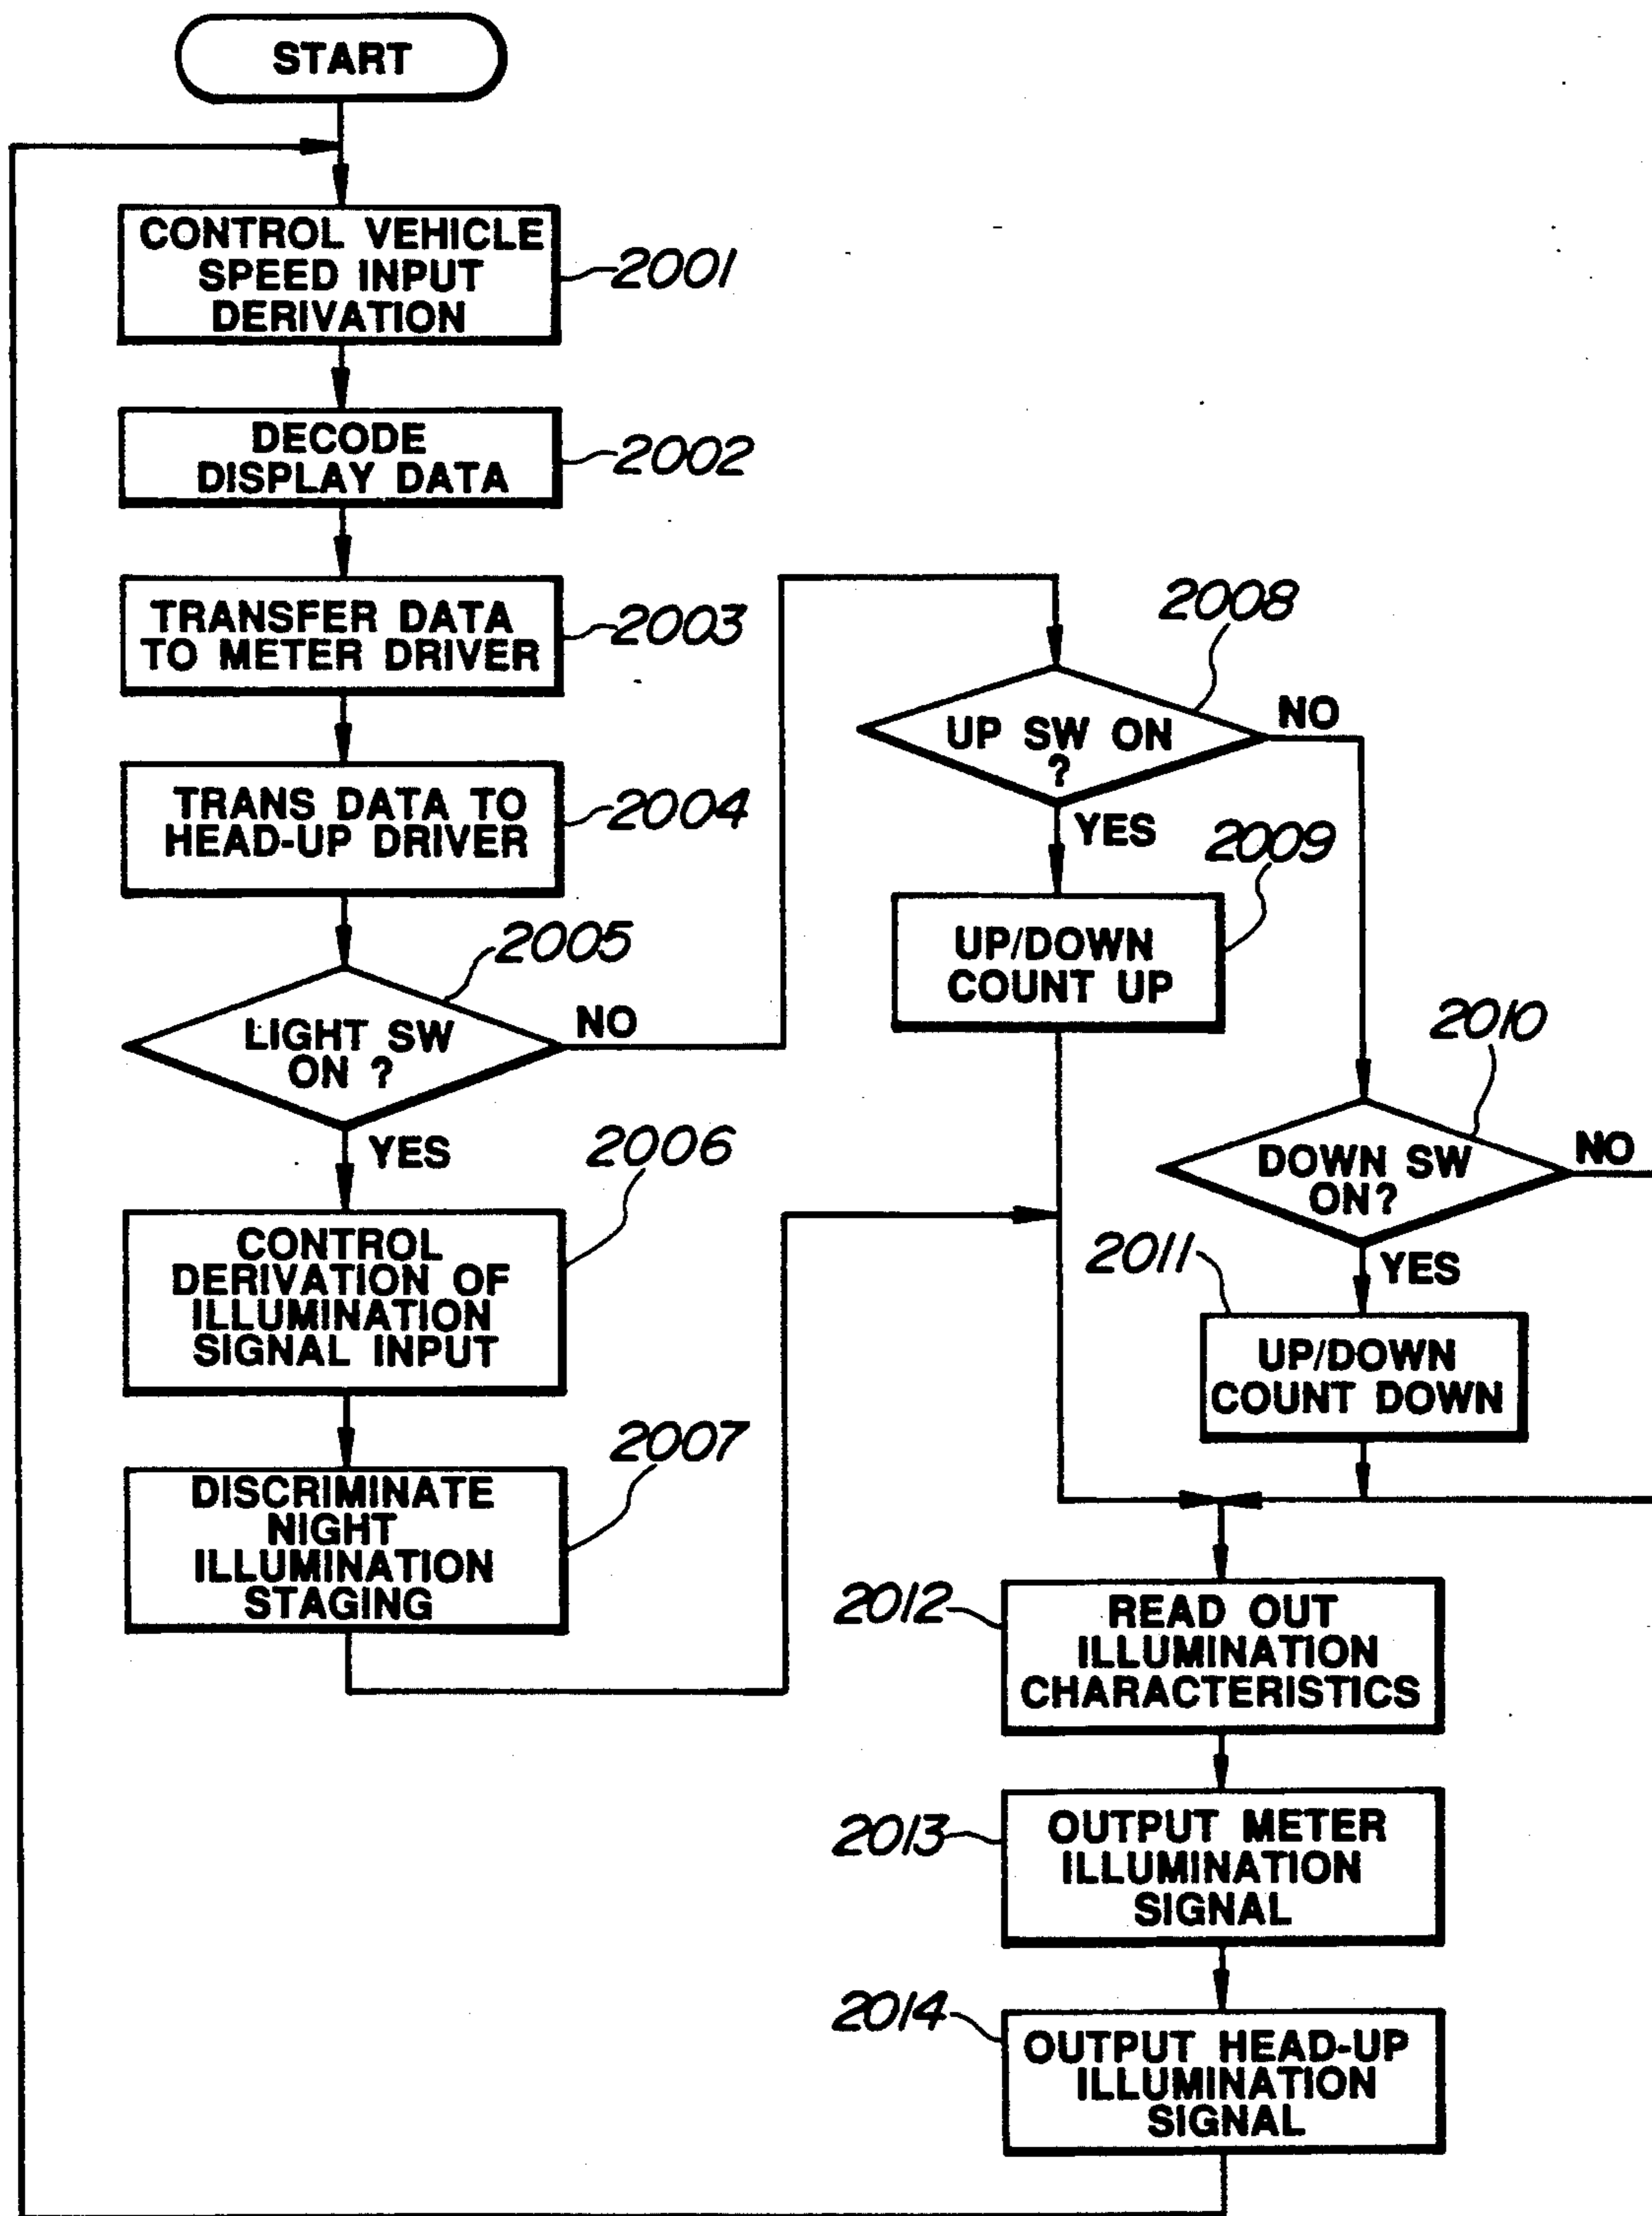 START
CONTROL VEHICLE
SPEED INPUT
DERIVATION
2001
DECODE
DISPLAY DATA
2002
TRANSFER DATA
TO METER DRIVER
2003
TRANS DATA TO
HEAD-UP DRIVER
2004
2005
LIGHT SW
ON ?
NO
YES
2006
CONTROL
DERIVATION OF
ILLUMINATION
SIGNAL INPUT
2007
DISCRIMINATE
NIGHT
ILLUMINATION
STAGING
2008
UP SW ON
?
NO
YES
2009
UP/DOWN
COUNT UP
2010
DOWN SW
ON?
NO
YES
2011
UP/DOWN
COUNT DOWN
2012
READ OUT
ILLUMINATION
CHARACTERISTICS
2013
OUTPUT METER
ILLUMINATION
SIGNAL
2014
OUTPUT HEAD-UP
ILLUMINATION
SIGNAL